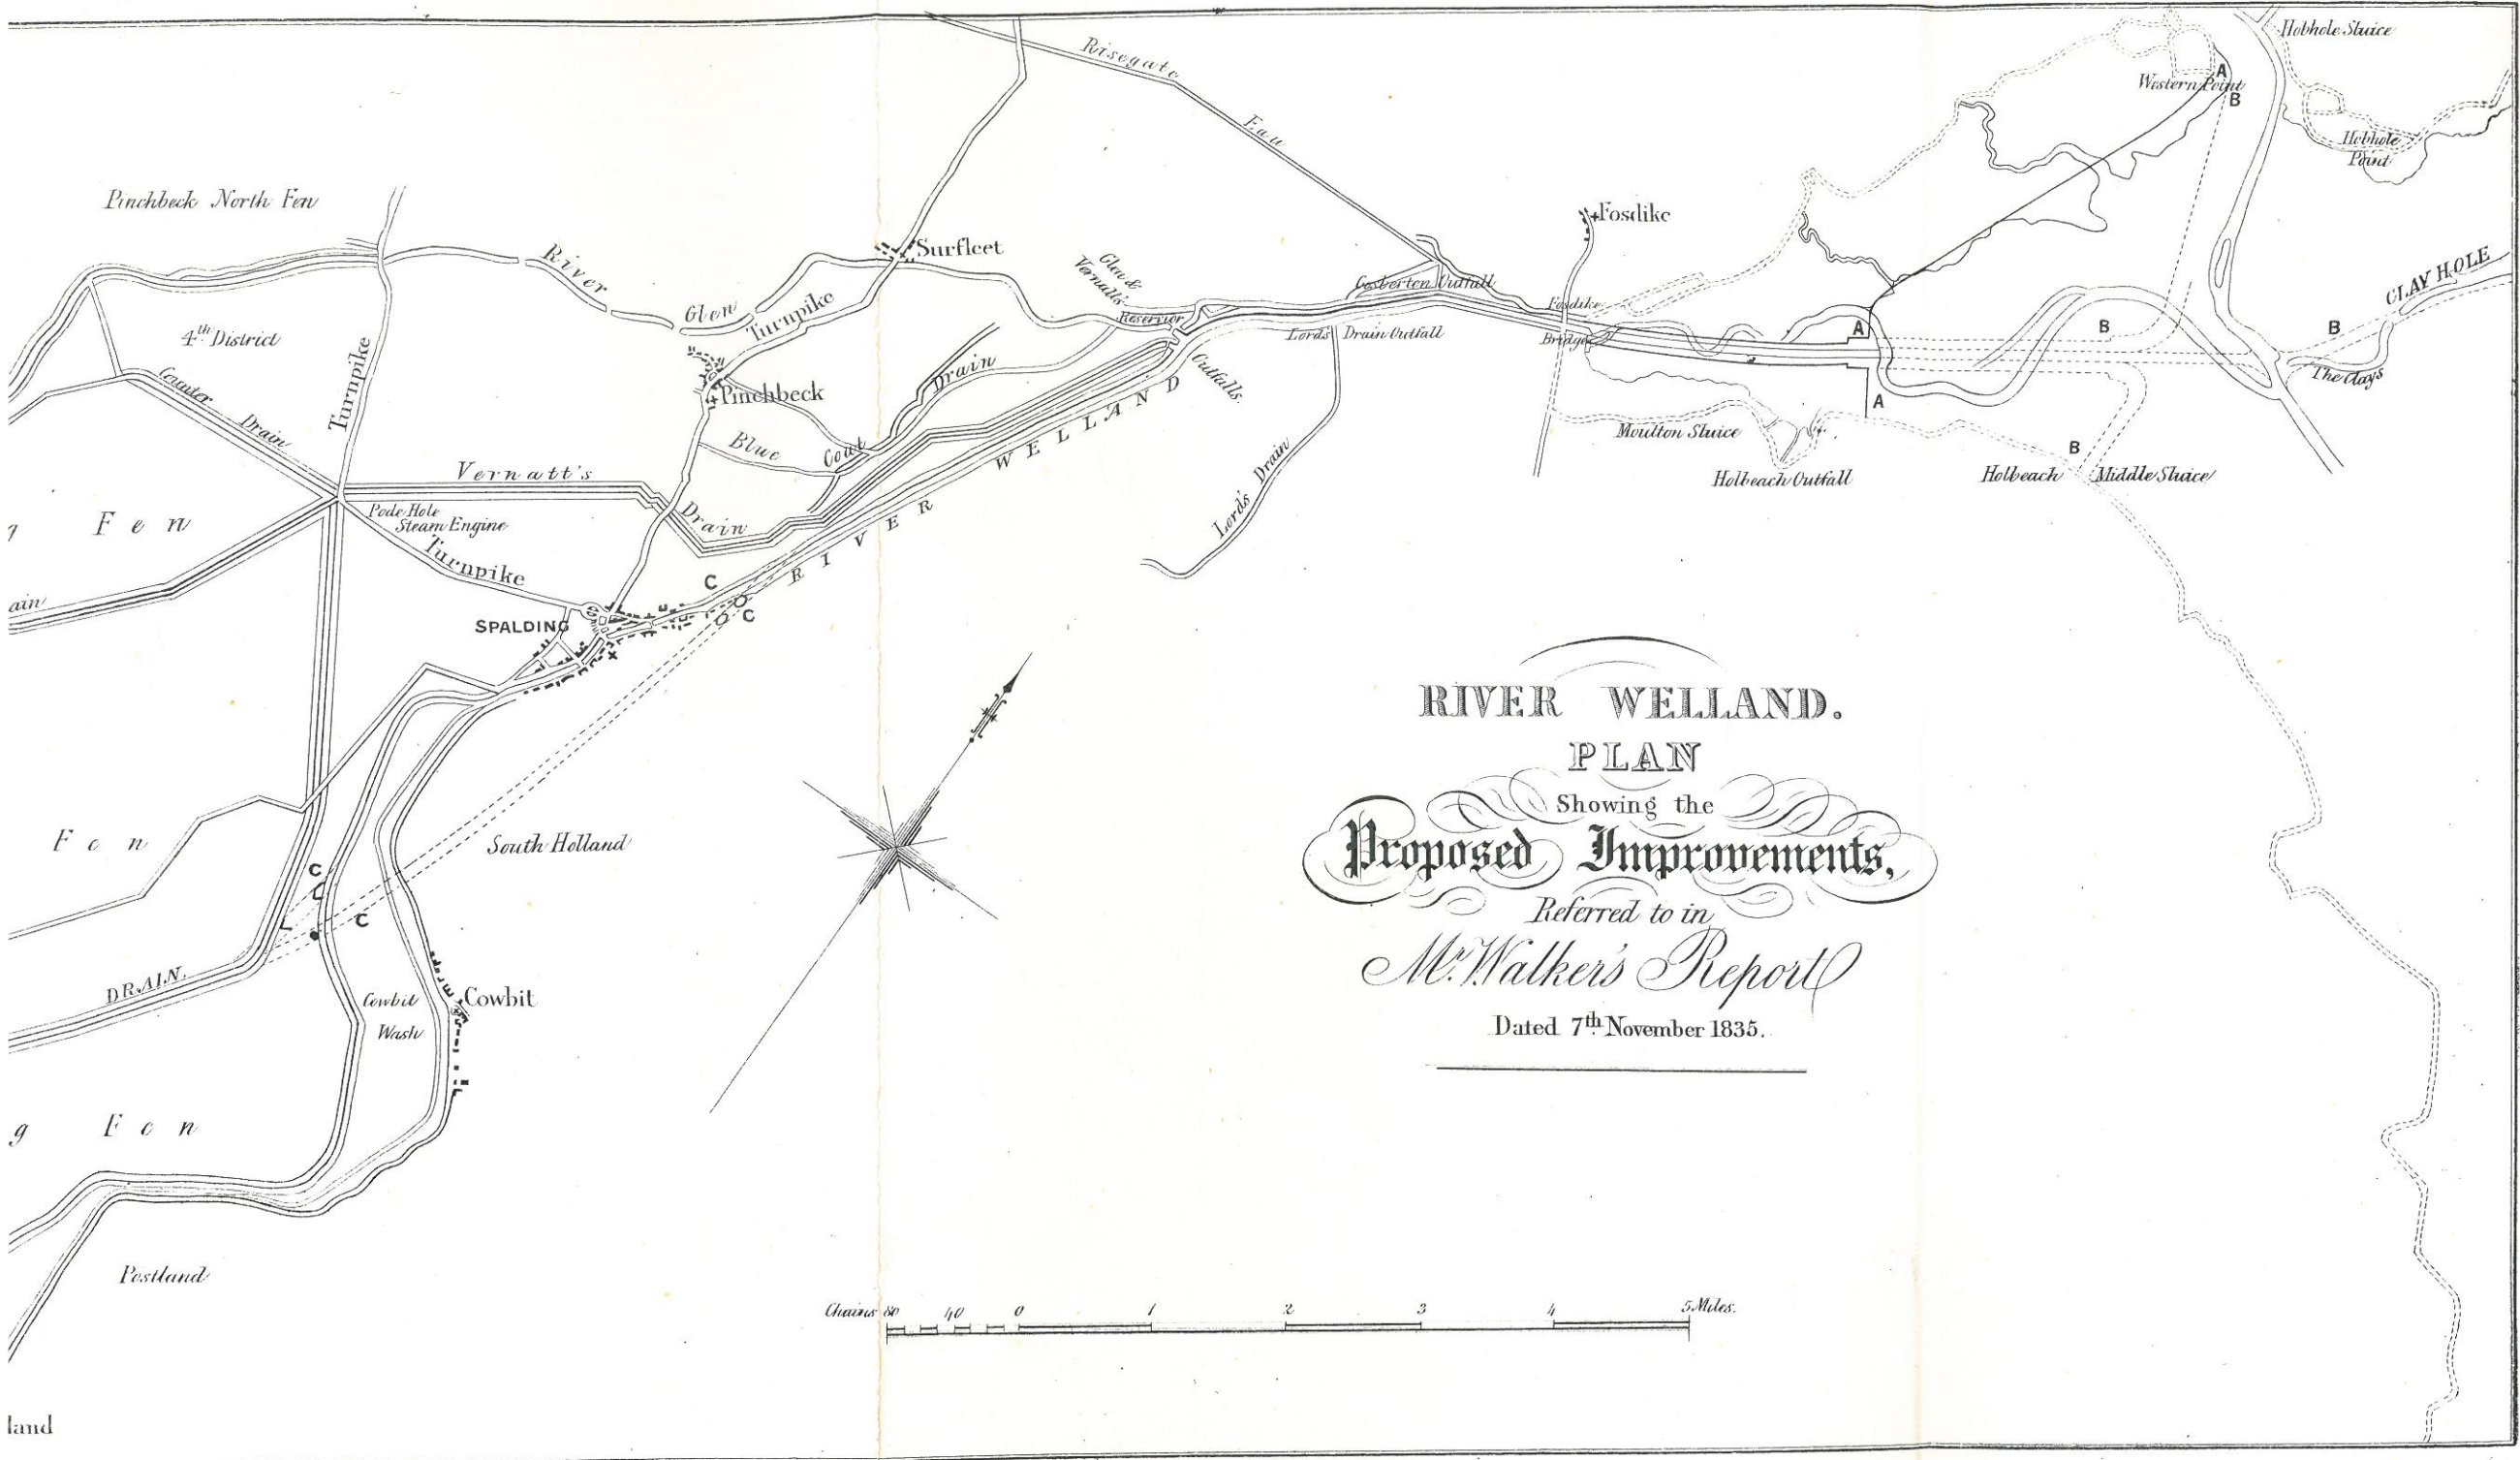 Hobhole Sluice
Risegate
Eau
Western Point
A
B
Hobhole
Point
Pinchbeck North Fen
Fosdike
Surfleet
River
Glen
Turnpike
Glen &
Vernatt's
Reservior
Outfalls.
Gosberton Outfall
CLAY HOLE
Fosdike
Bridge
Lords Drain Outfall
A
B
B
The Clays
4th District
Turnpike
Counter
Drain
Pinchbeck
Drain
Blue
Coat
A
Moulton Sluice
B
Holbeach Outfall
Holbeach Middle Sluice
Lord's Drain
Vernatt's
Drain
Pode Hole
Steam Engine
Turnpike
RIVER WELLAND
g Fen
ain
C
C
SPALDING
South Holland
Fen
C
C
DRAIN.
Cowbit
Wash
Cowbit
g Fen
Postland
land
RIVER WELLAND.
PLAN
Showing the
Proposed Improvements,
Referred to in
Mr. Walker's Report
Dated 7th November 1835.
Chains 80 40 0 1 2 3 4 5 Miles.